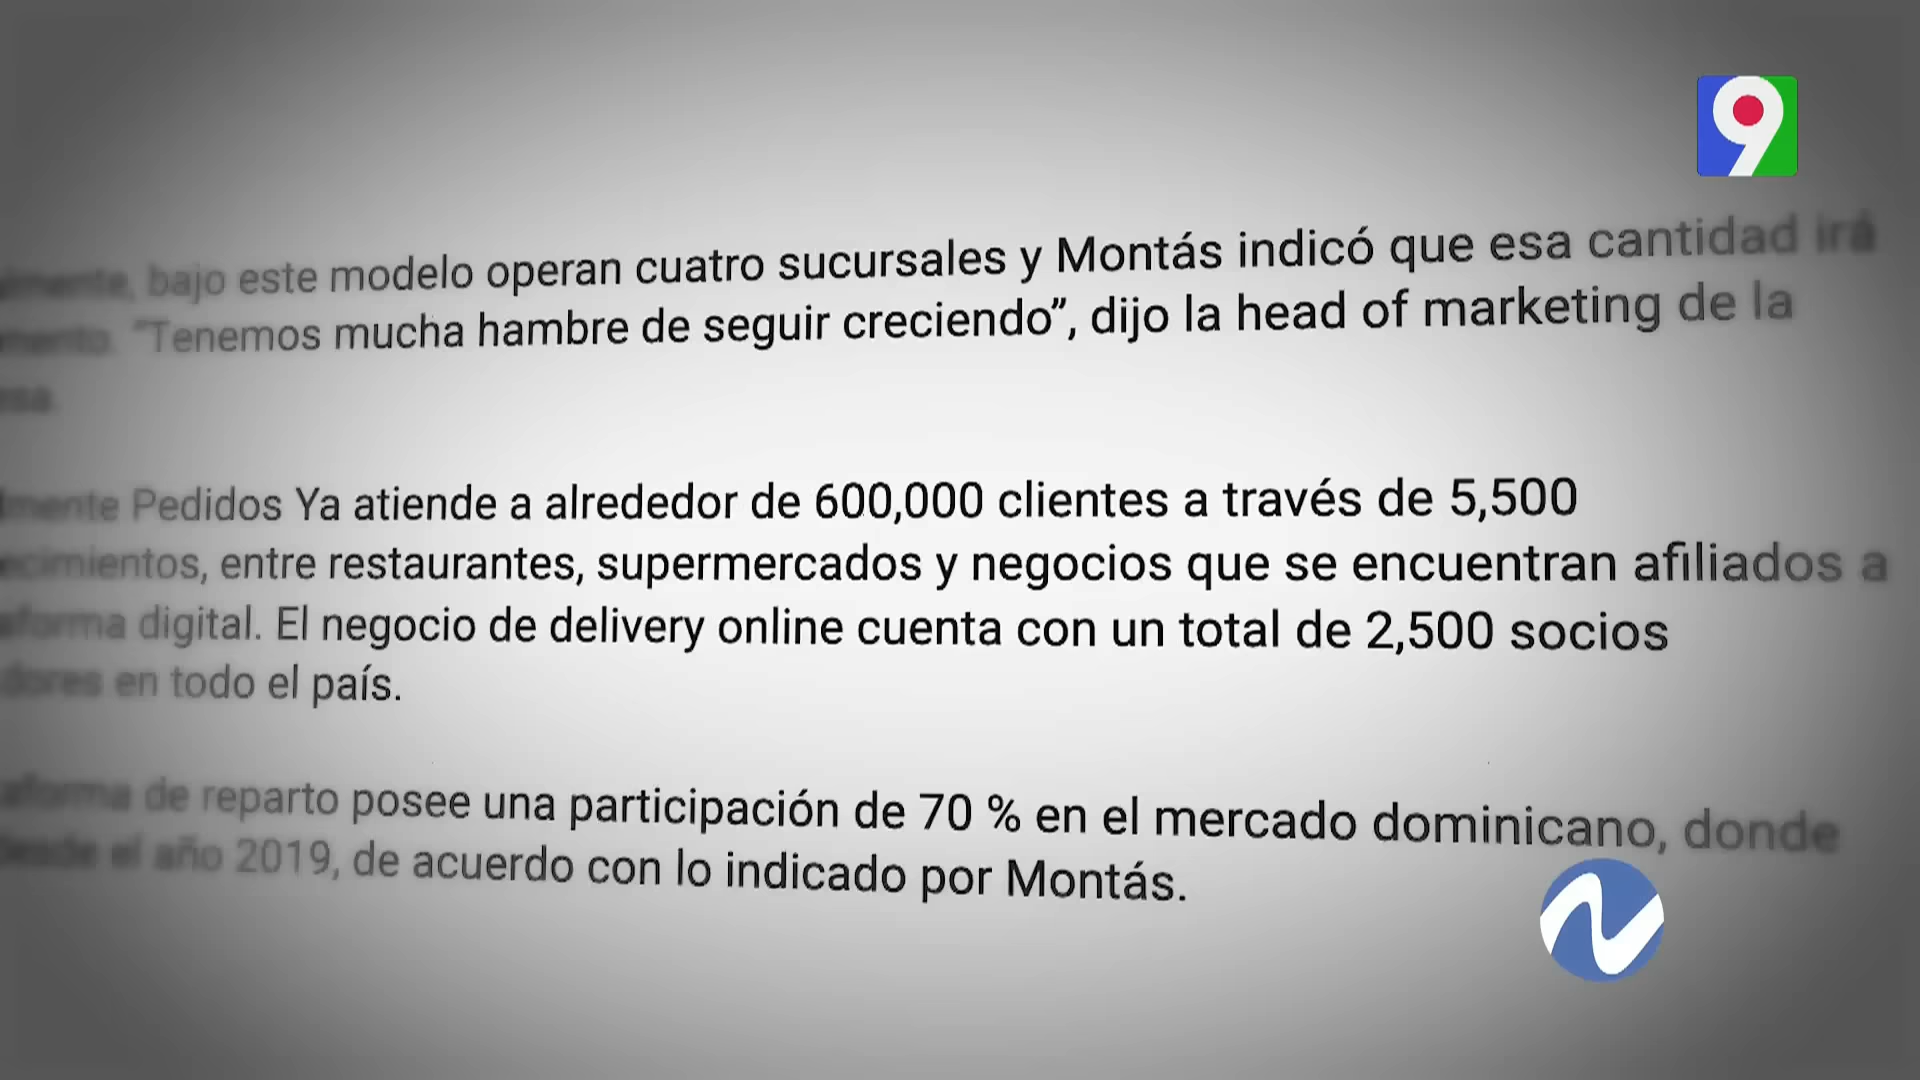 9
bajo este modelo operan cuatro sucursales y Montás indicó que esa cantidad irá
“Tenemos mucha hambre de seguir creciendo”, dijo la head of marketing de la
Pedidos Ya atiende a alrededor de 600,000 clientes a través de 5,500
entre restaurantes, supermercados y negocios que se encuentran afiliados a
digital. El negocio de delivery online cuenta con un total de 2,500 socios
en todo el país.
de reparto posee una participación de 70 % en el mercado dominicano, donde
desde el año 2019, de acuerdo con lo indicado por Montás.